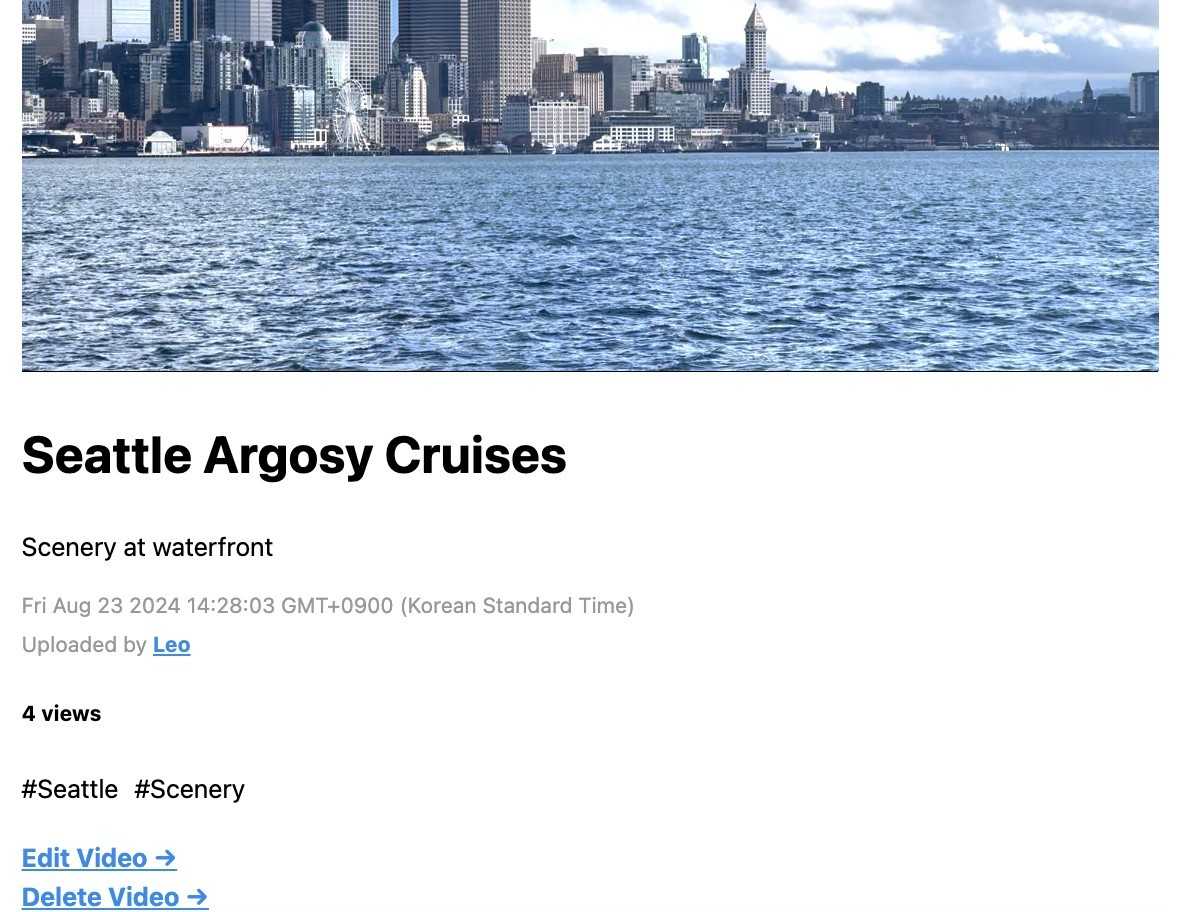 Seattle Argosy Cruises
Scenery at waterfront
Fri Aug 23 2024 14:28:03 GMT+0900 (Korean Standard Time)
Uploaded by Leo
4 views
#Seattle #Scenery
Edit Video →
Delete Video →